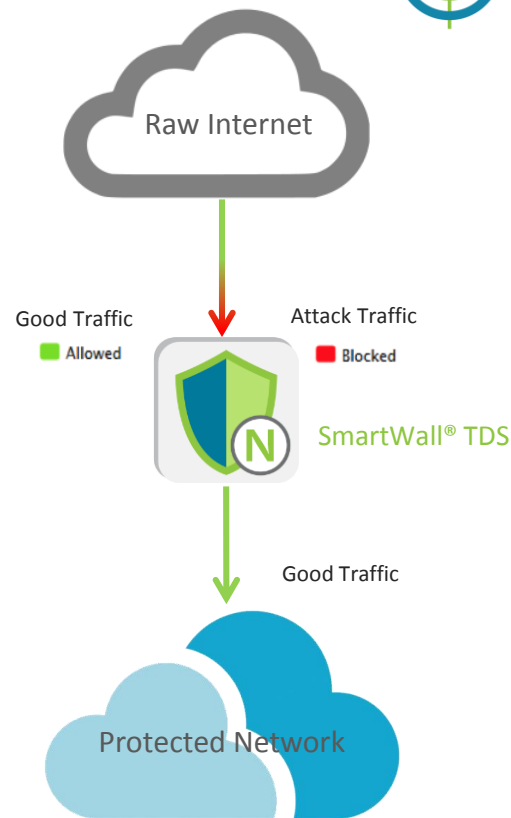 Raw Internet
Good Traffic
Allowed
Attack Traffic
Blocked
N
SmartWall® TDS
Good Traffic
Protected Network